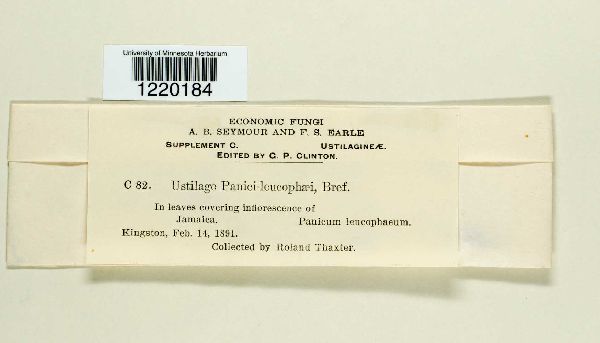 University of Minnesota Herbarium
1220184
ECONOMIC FUNGI
A. B. SEYMOUR AND F. S. EARLE
SUPPLEMENT C. USTILAGINEÆ.
EDITED BY G. P. CLINTON.
C 82. Ustilago Panici-leucophæi, Bref.
In leaves covering inflorescence of
Jamaica. Panicum leucophaeum.
Kingston, Feb. 14, 1891.
Collected by Roland Thaxter.